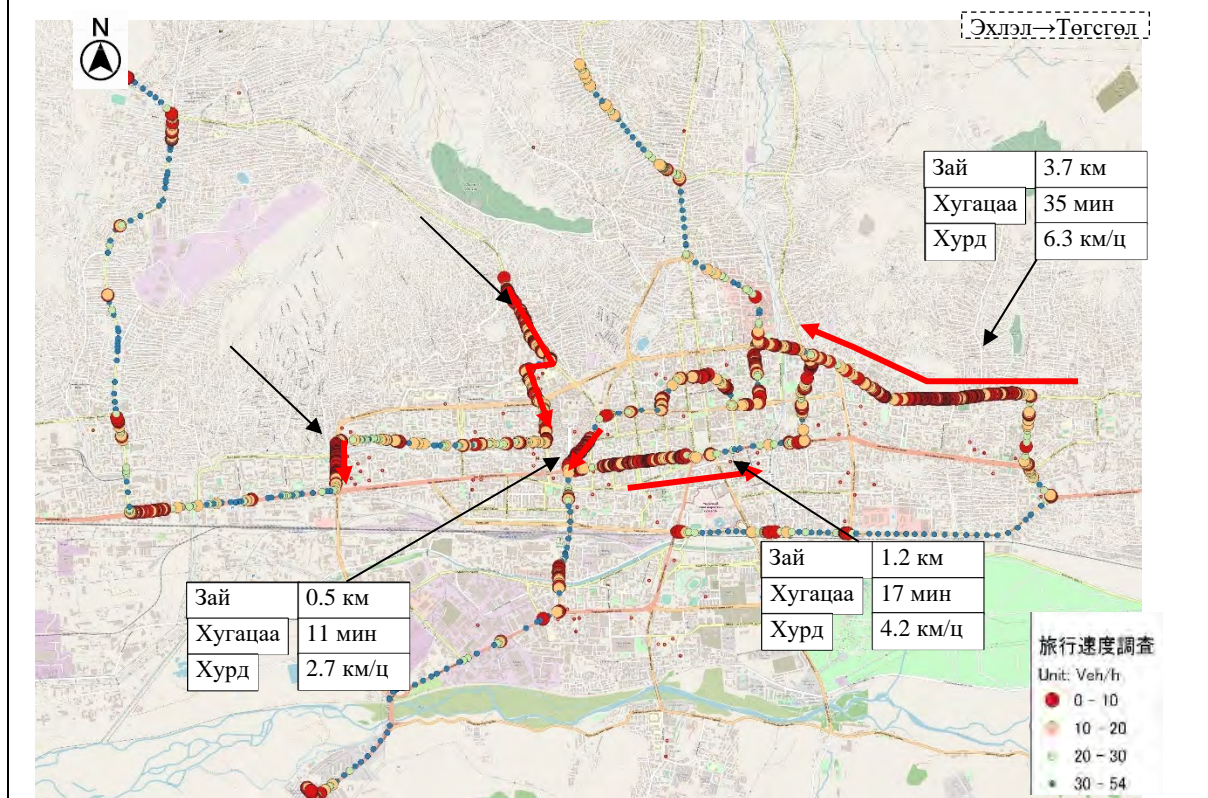 N
Эхлэл→Төгсгөл
Зай 3.7 км
Хугацаа 35 мин
Хурд 6.3 км/ц
Зай 0.5 км
Хугацаа 11 мин
Хурд 2.7 км/ц
Зай 1.2 км
Хугацаа 17 мин
Хурд 4.2 км/ц
旅行速度調査
Unit: Veh/h
0 - 10
10 - 20
20 - 30
30 - 54